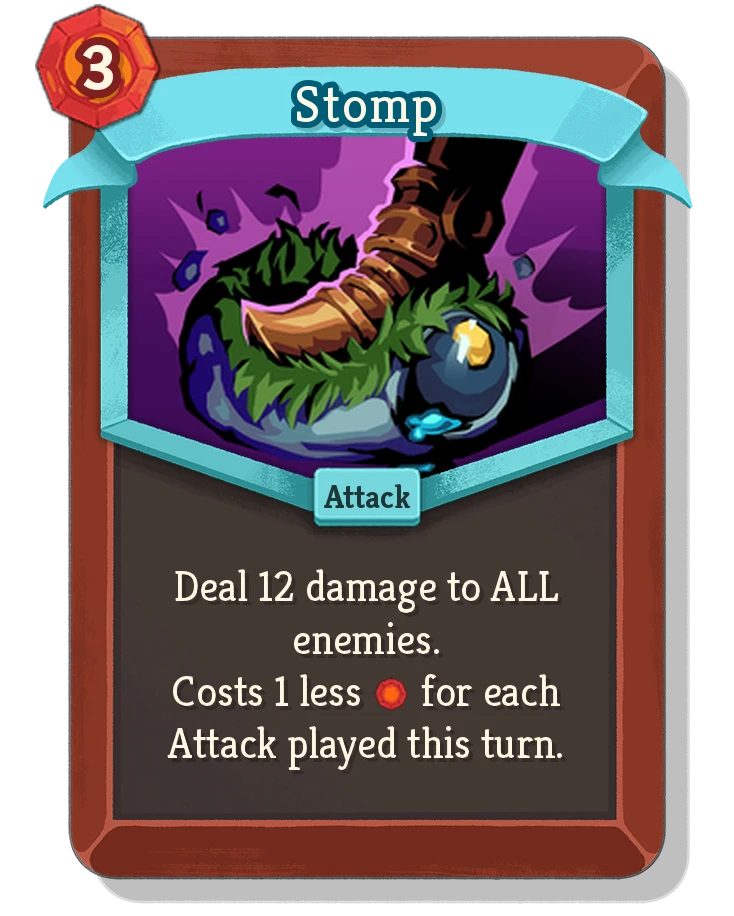 3
Stomp
Attack
Deal 12 damage to ALL
enemies.
Costs 1 less for each
Attack played this turn.